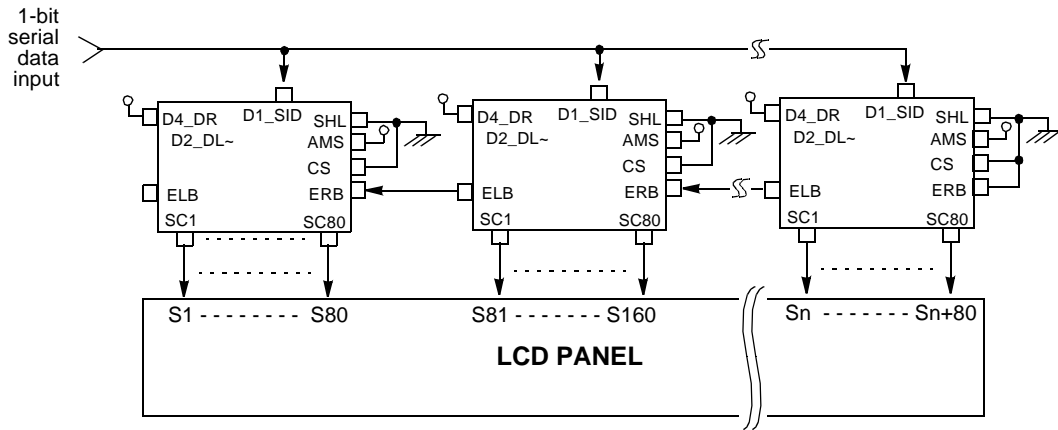 1-bit
serial
data
input
D4_DR D1_SID SHL
D2_DL~ AMS
CS
ELB ERB
SC1 SC80
D4_DR D1_SID SHL
D2_DL~ AMS
CS
ELB ERB
SC1 SC80
D4_DR D1_SID SHL
D2_DL~ AMS
CS
ELB ERB
SC1 SC80
S1 - - - - - - - - S80 S81 - - - - - - - S160 Sn - - - - - - - Sn+80
LCD PANEL